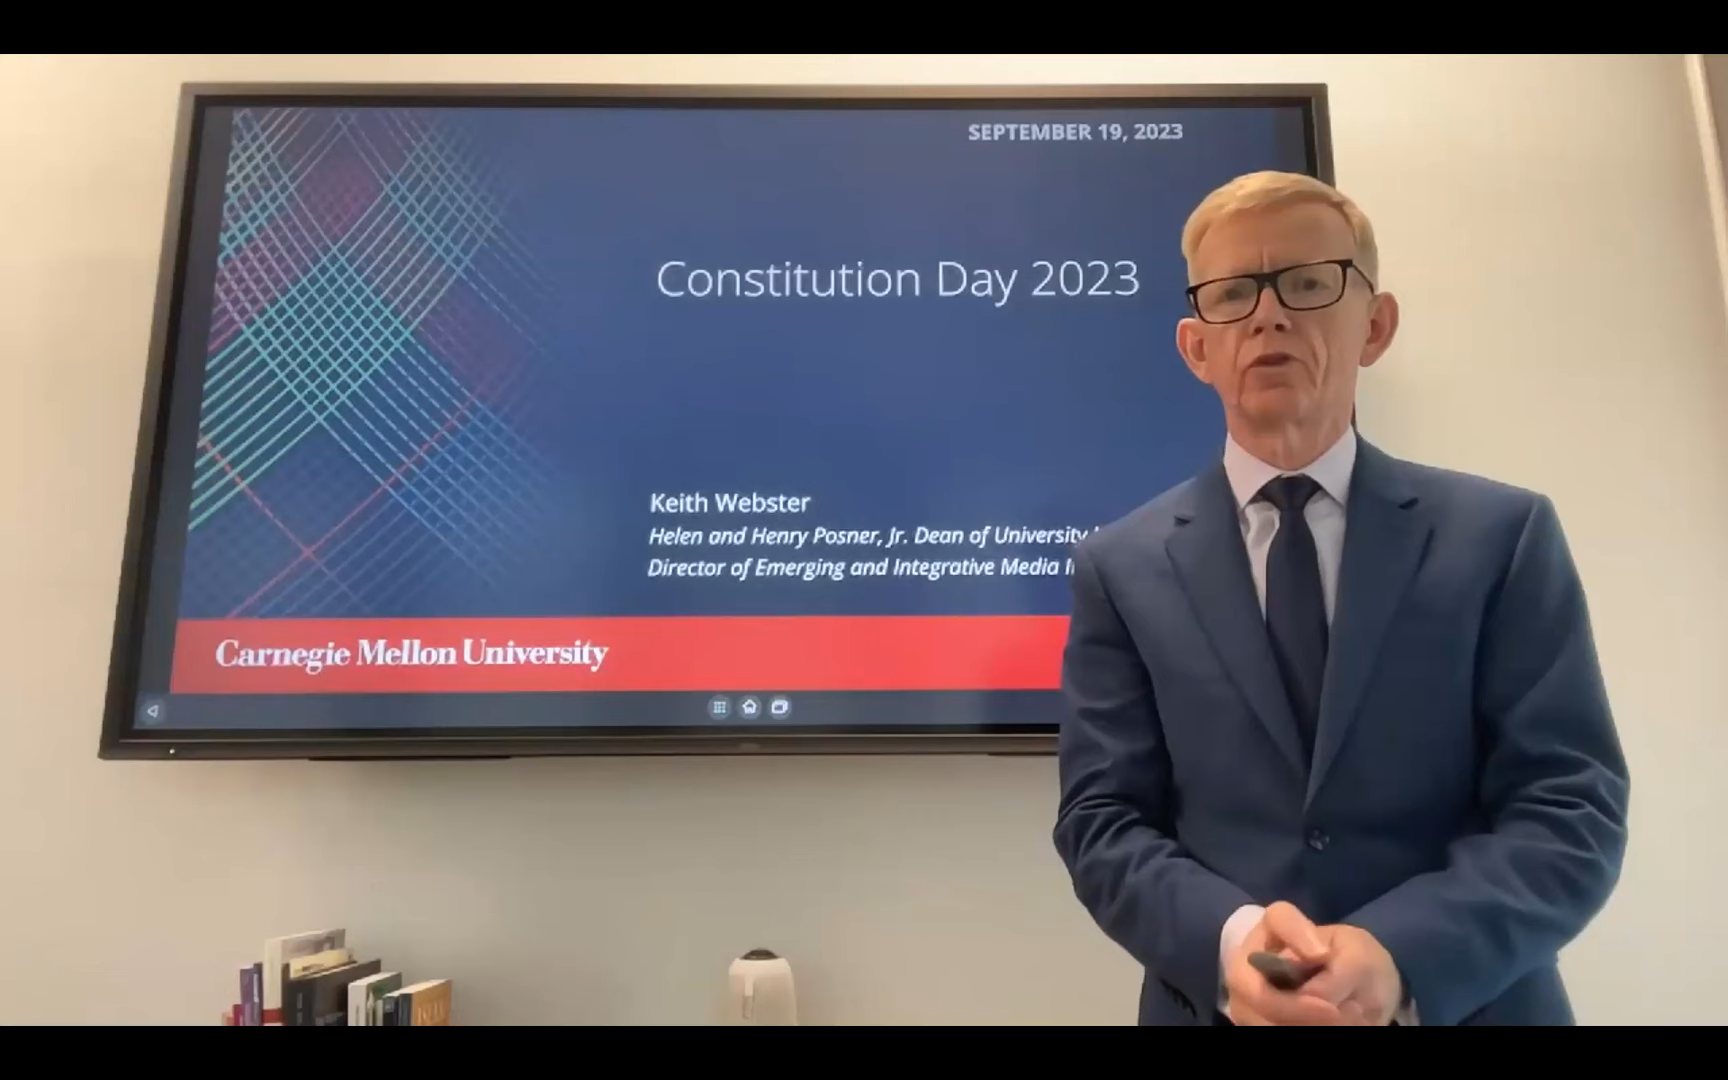 SEPTEMBER 19, 2023
Constitution Day 2023
Keith Webster
Helen and Henry Posner, Jr. Dean of University
Director of Emerging and Integrative Media
Carnegie Mellon University